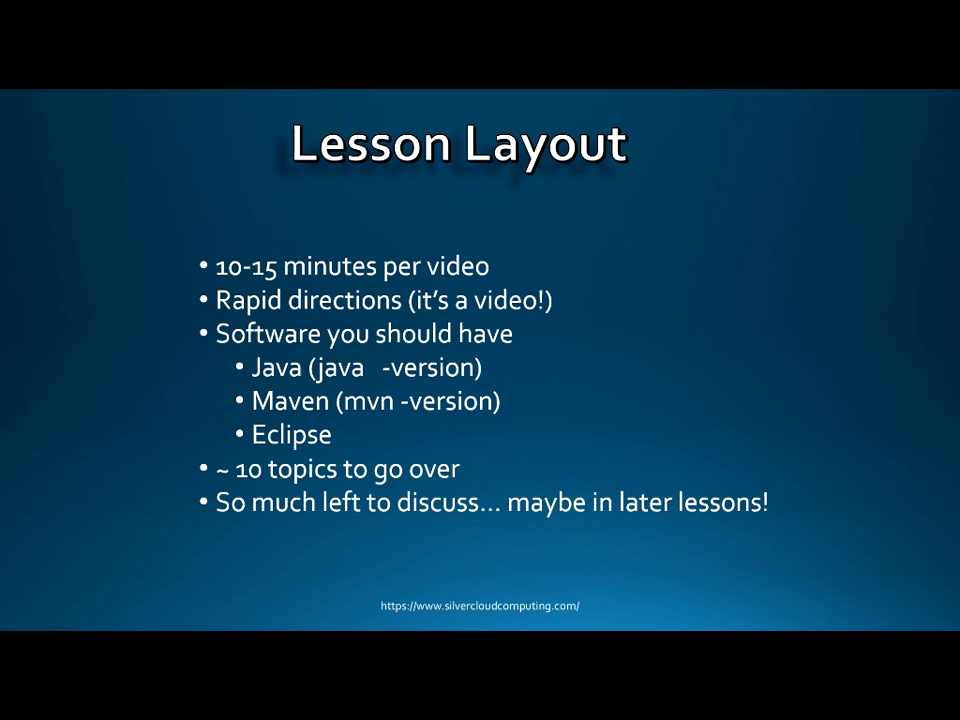 Lesson Layout
• 10-15 minutes per video
• Rapid directions (it's a video!)
• Software you should have
• Java (java -version)
• Maven (mvn -version)
• Eclipse
• ~ 10 topics to go over
• So much left to discuss... maybe in later lessons!
https://www.silvercloudcomputing.com/